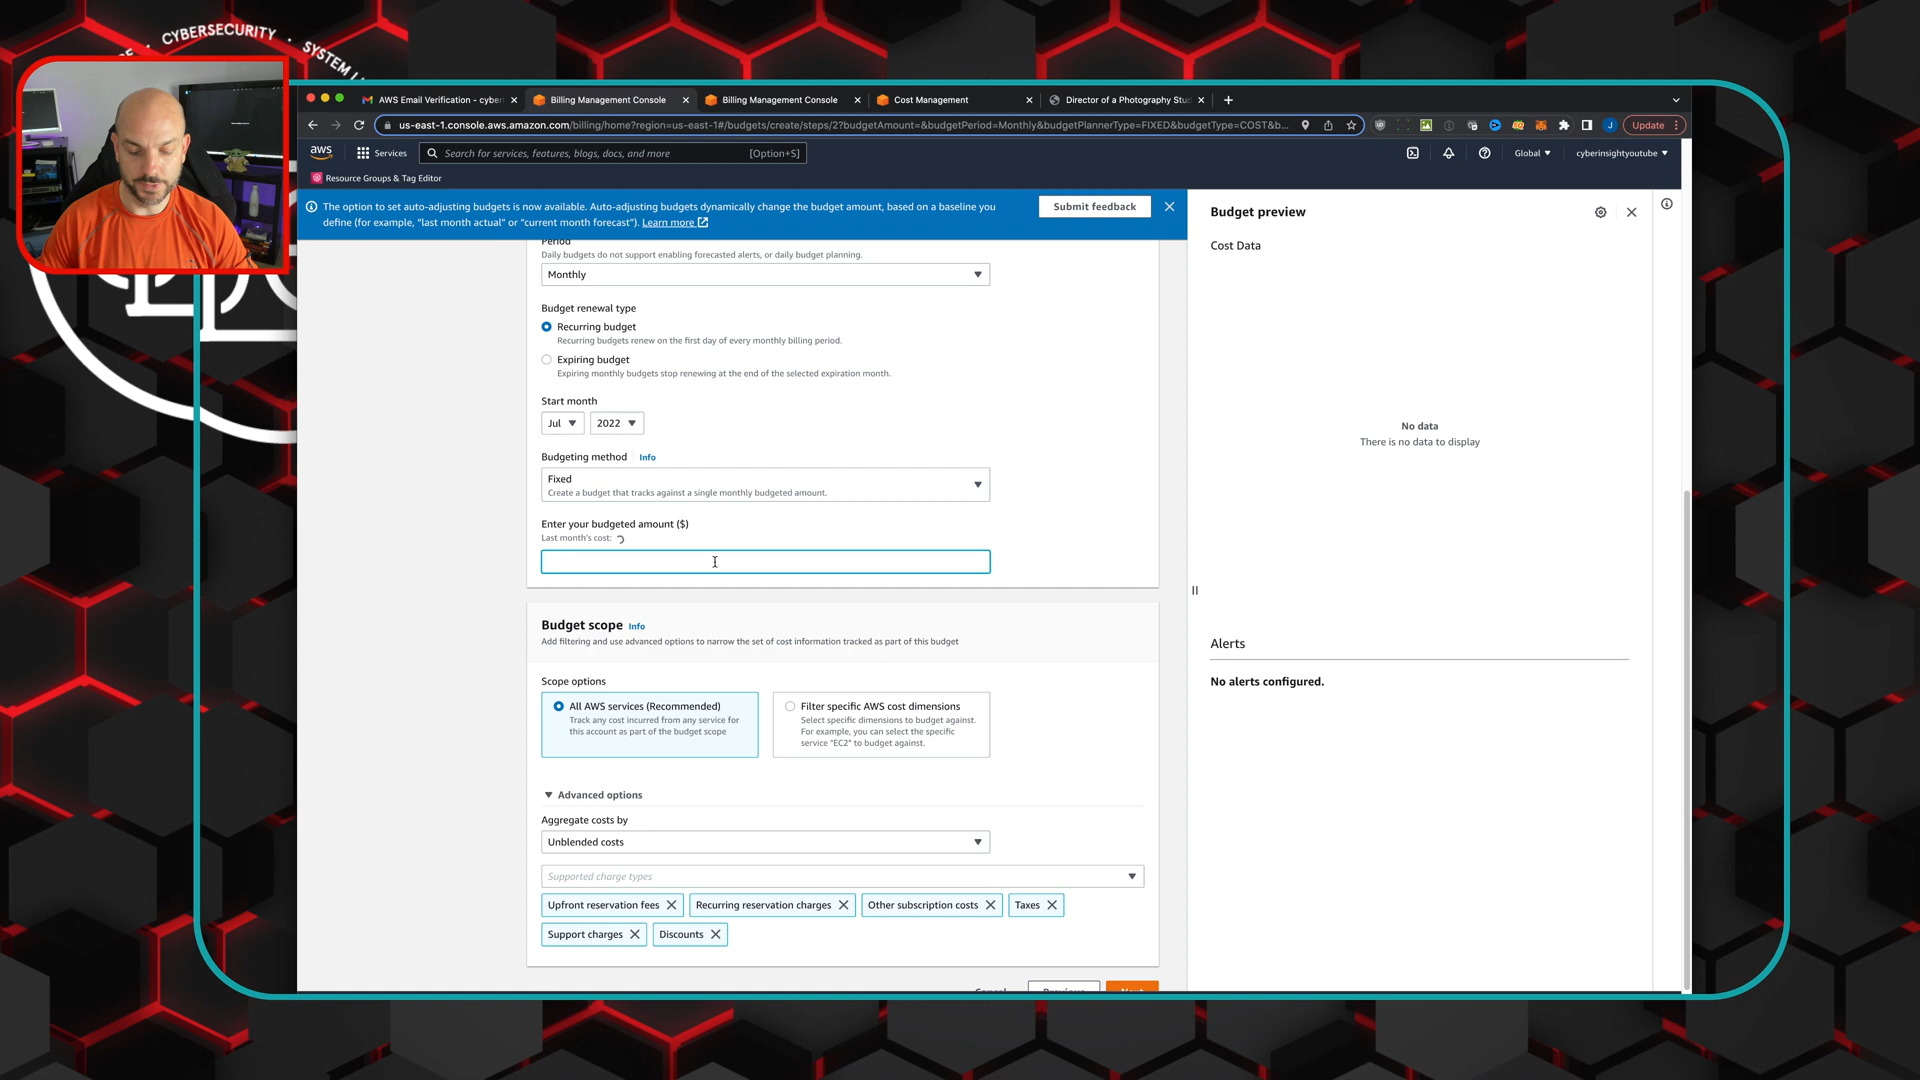 CYBERSECURITY
SYSTEM
AWS Email Verification - cyber
Billing Management Console
Billing Management Console
Cost Management
Director of a Photography Stu
us-east-1.console.aws.amazon.com/billing/home?region=us-east-1#/budgets/create/steps/2?budgetAmount=&budgetPeriod=Monthly&budgetPlannerType=FIXED&budgetType=COST&b...
Update
aws
Services
Search for services, features, blogs, docs, and more
[Option+S]
Global
cyberinsightyoutube
Resource Groups & Tag Editor
The option to set auto-adjusting budgets is now available. Auto-adjusting budgets dynamically change the budget amount, based on a baseline you
define (for example, "last month actual" or "current month forecast"). Learn more
Submit feedback
Period
Daily budgets do not support enabling forecasted alerts, or daily budget planning.
Monthly
Budget renewal type
Recurring budget
Recurring budgets renew on the first day of every monthly billing period.
Expiring budget
Expiring monthly budgets stop renewing at the end of the selected expiration month.
Start month
Jul
2022
Budgeting method Info
Fixed
Create a budget that tracks against a single monthly budgeted amount.
Enter your budgeted amount ($)
Last month's cost:
Budget scope Info
Add filtering and use advanced options to narrow the set of cost information tracked as part of this budget
Scope options
All AWS services (Recommended)
Track any cost incurred from any service for
this account as part of the budget scope
Filter specific AWS cost dimensions
Select specific dimensions to budget against.
For example, you can select the specific
service "EC2" to budget against.
Advanced options
Aggregate costs by
Unblended costs
Supported charge types
Upfront reservation fees
Recurring reservation charges
Other subscription costs
Taxes
Support charges
Discounts
Cancel
Previous
Next
Budget preview
Cost Data
No data
There is no data to display
Alerts
No alerts configured.